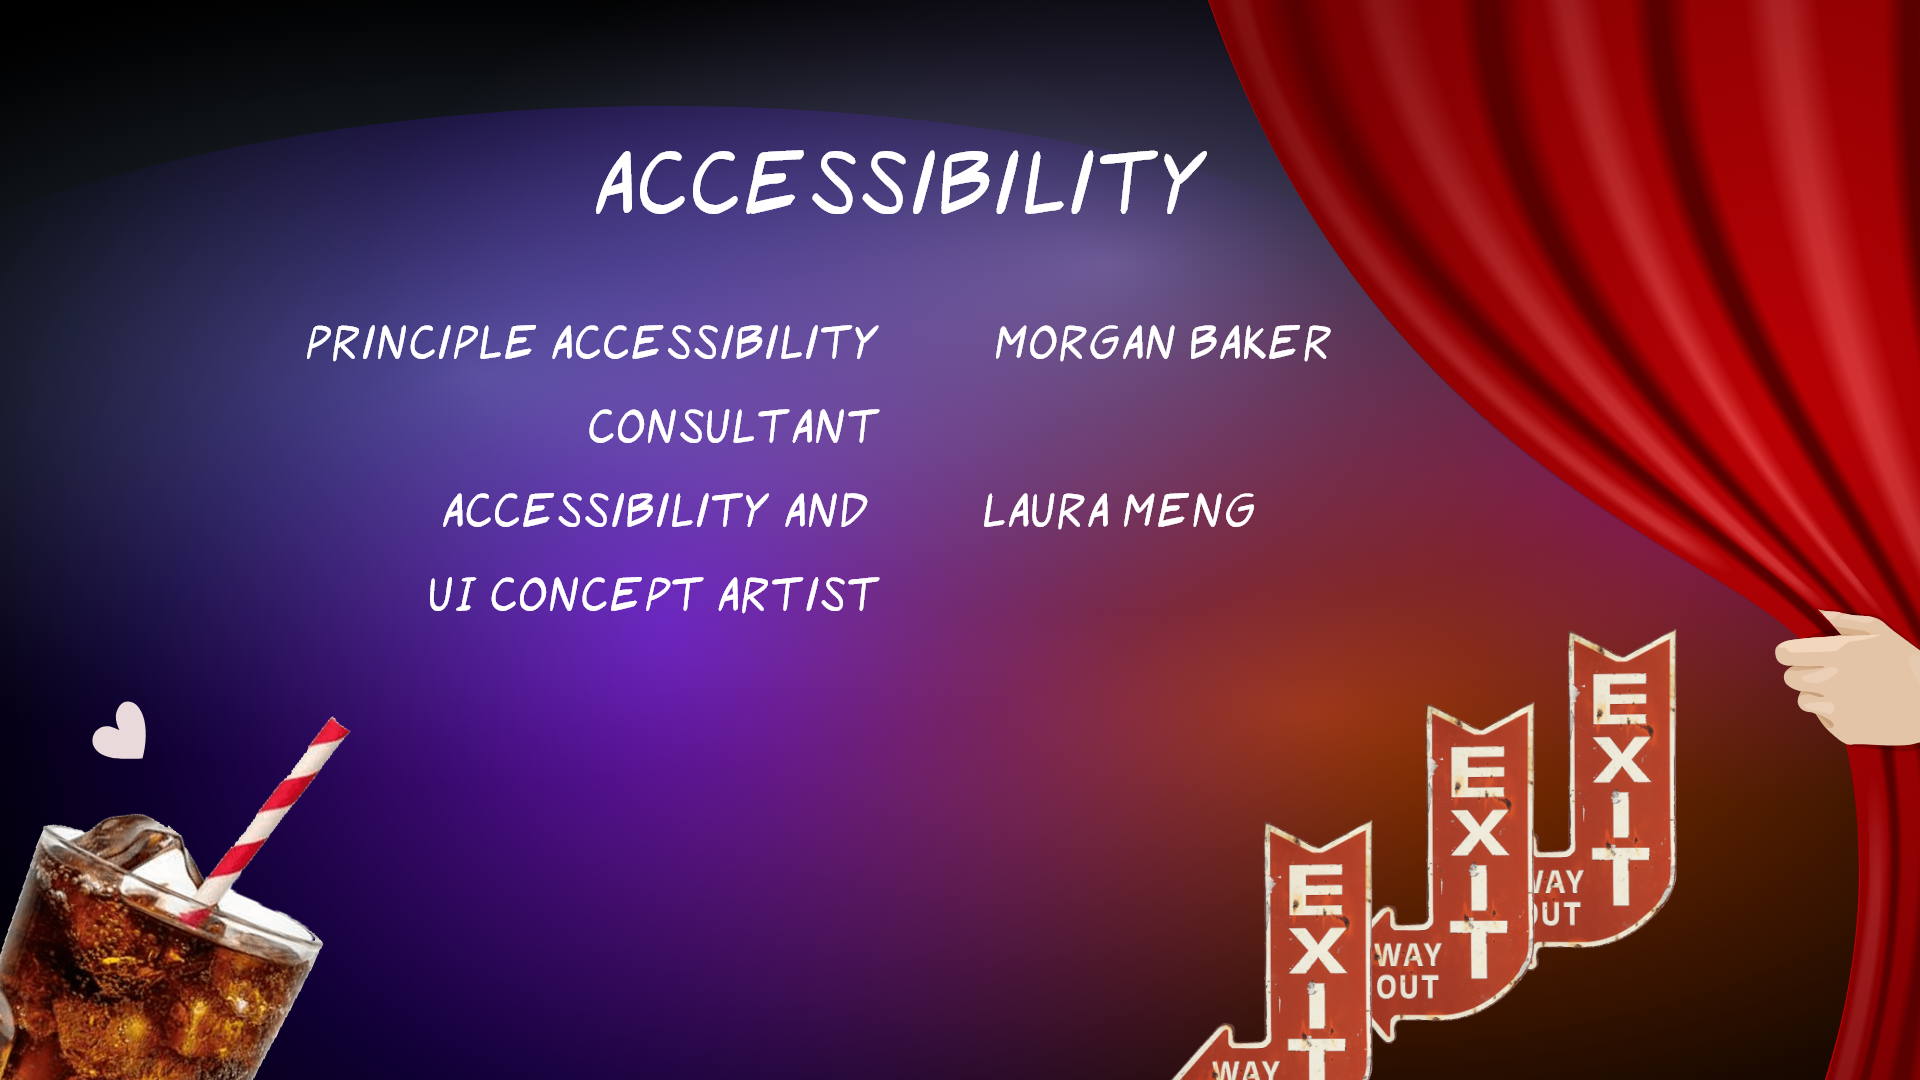 ACCESSIBILITY
PRINCIPLE ACCESSIBILITY MORGAN BAKER
CONSULTANT
ACCESSIBILITY AND LAURA MENG
UI CONCEPT ARTIST
EXIT
WAY
OUT
EXIT
WAY
OUT
EXIT
WAY